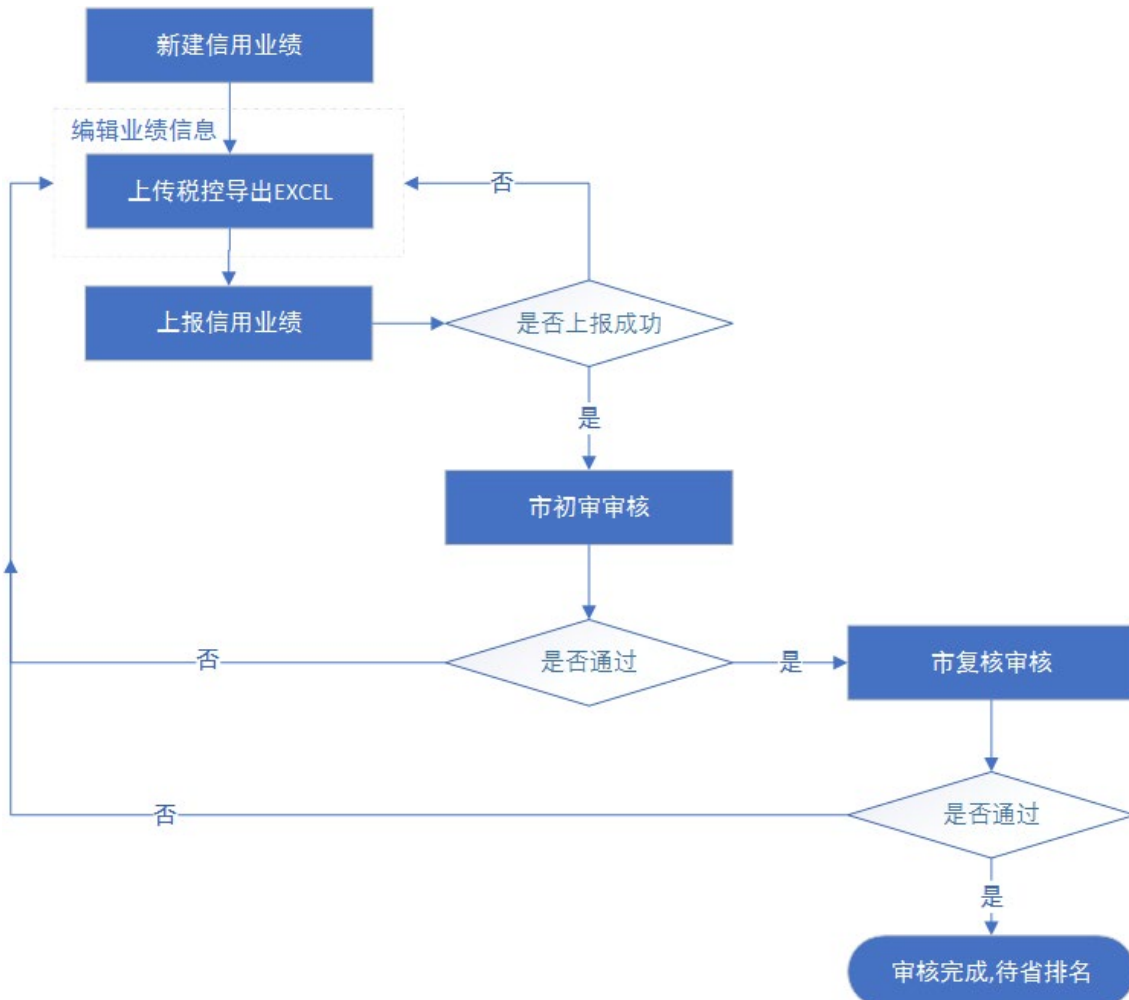 新建信用业绩
编辑业绩信息
上传税控导出EXCEL
否
上报信用业绩
是否上报成功
是
市初审审核
是否通过
否
是
市复核审核
是否通过
否
是
审核完成,待省排名